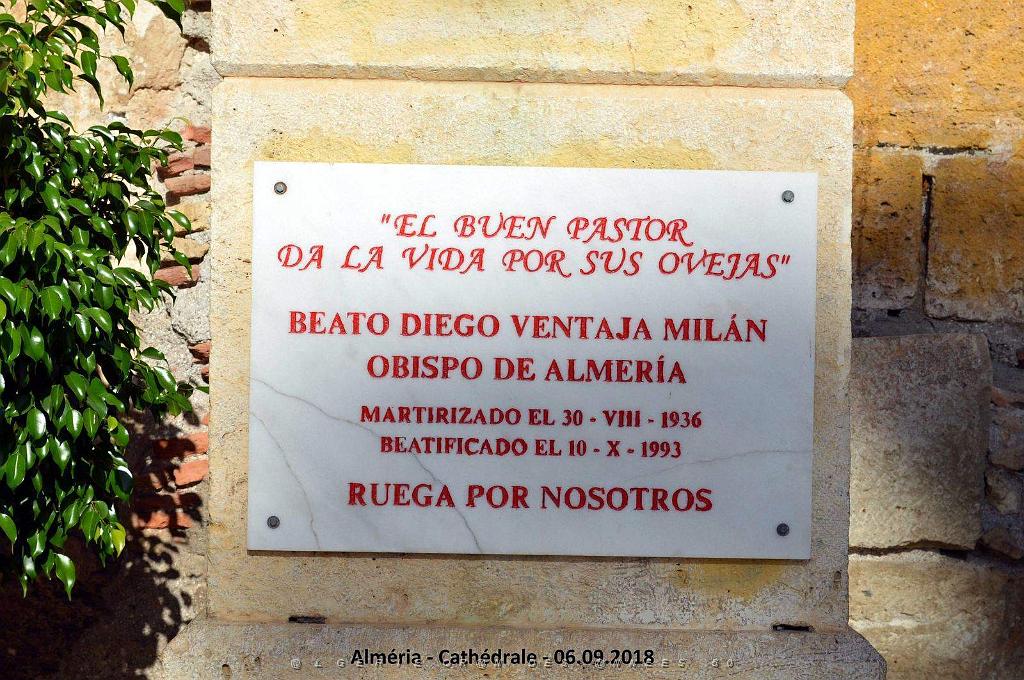 "EL BUEN PASTOR
DA LA VIDA POR SUS OVEJAS"
BEATO DIEGO VENTAJA MILÁN
OBISPO DE ALMERÍA
MARTIRIZADO EL 30 - VIII - 1936
BEATIFICADO EL 10 - X - 1993
RUEGA POR NOSOTROS
Alméria - Cathédrale - 06.09.2018